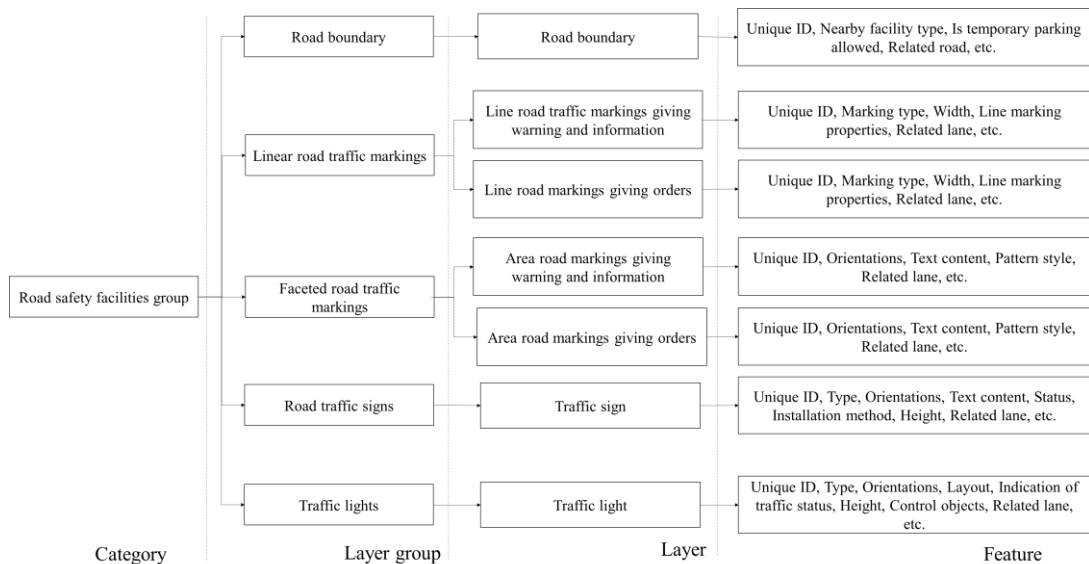 Road boundary
Road boundary
Unique ID, Nearby facility type, Is temporary parking
allowed, Related road, etc.
Linear road traffic markings
Line road traffic markings giving
warning and information
Unique ID, Marking type, Width, Line marking
properties, Related lane, etc.
Line road markings giving orders
Unique ID, Marking type, Width, Line marking
properties, Related lane, etc.
Road safety facilities group
Faceted road traffic
markings
Area road markings giving
warning and information
Unique ID, Orientations, Text content, Pattern style,
Related lane, etc.
Area road markings giving orders
Unique ID, Orientations, Text content, Pattern style,
Related lane, etc.
Road traffic signs
Traffic sign
Unique ID, Type, Orientations, Text content, Status,
Installation method, Height, Related lane, etc.
Traffic lights
Traffic light
Unique ID, Type, Orientations, Layout, Indication of
traffic status, Height, Control objects, Related lane,
etc.
Category
Layer group
Layer
Feature